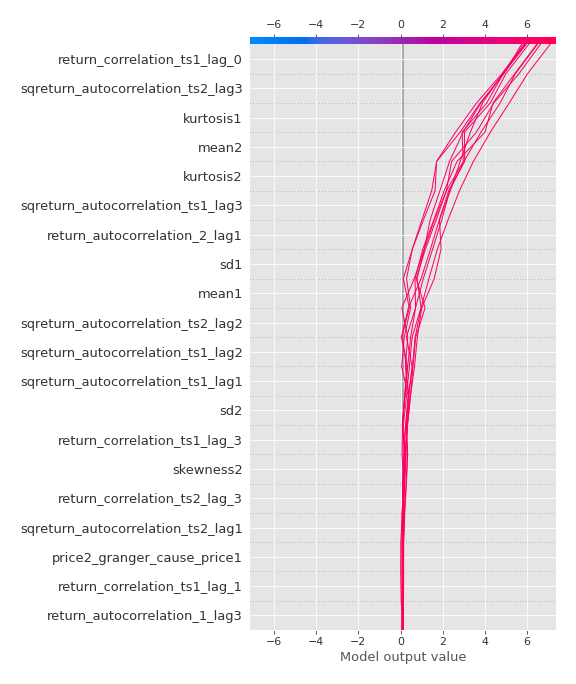 −6 −4 −2 0 2 4 6
return_correlation_ts1_lag_0
sqreturn_autocorrelation_ts2_lag3
kurtosis1
mean2
kurtosis2
sqreturn_autocorrelation_ts1_lag3
return_autocorrelation_2_lag1
sd1
mean1
sqreturn_autocorrelation_ts2_lag2
sqreturn_autocorrelation_ts1_lag2
sqreturn_autocorrelation_ts1_lag1
sd2
return_correlation_ts1_lag_3
skewness2
return_correlation_ts2_lag_3
sqreturn_autocorrelation_ts2_lag1
price2_granger_cause_price1
return_correlation_ts1_lag_1
return_autocorrelation_1_lag3
−6 −4 −2 0 2 4 6
Model output value